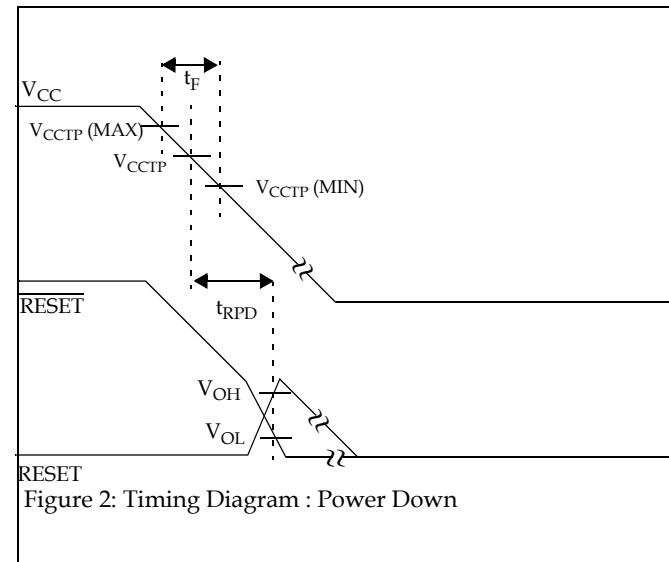 t_F
V_CC
V_CCTP (MAX)
V_CCTP
V_CCTP (MIN)
RESET
t_RPD
V_OH
V_OL
RESET
Figure 2: Timing Diagram : Power Down